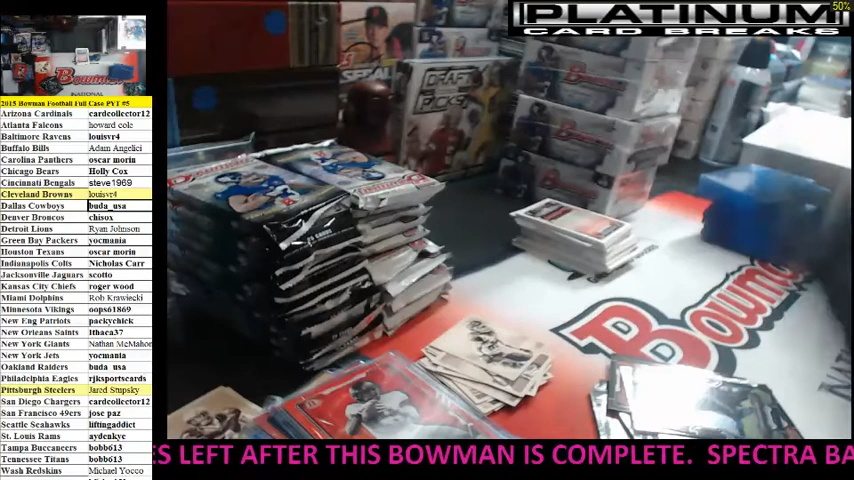 50%
PLATINUM
CARD BREAKS
2015 Bowman Football Full Case PYT #5
Arizona Cardinals cardcollector12
Atlanta Falcons howard cole
Baltimore Ravens louisvr4
Buffalo Bills Adam Angelici
Carolina Panthers oscar morin
Chicago Bears Holly Cox
Cincinnati Bengals steve1969
Cleveland Browns louisvr4
Dallas Cowboys buda_usa
Denver Broncos chisox
Detroit Lions Ryan Johnson
Green Bay Packers yocmania
Houston Texans oscar morin
Indianapolis Colts Nicholas Carr
Jacksonville Jaguars scotto
Kansas City Chiefs roger wood
Miami Dolphins Rob Krawiecki
Minnesota Vikings oops61869
New Eng Patriots packychick
New Orleans Saints Ithaca37
New York Giants Nathan McMahon
New York Jets yocmania
Oakland Raiders buda_usa
Philadelphia Eagles rjksportscards
Pittsburgh Steelers Jared Stupsky
San Diego Chargers cardcollector12
San Francisco 49ers jose paz
Seattle Seahawks liftingaddict
St. Louis Rams aydenkye
Tampa Buccaneers bobb613
Tennessee Titans bobb613
Wash Redskins Michael Yocco
DRAFT
PICKS
Bowman
ES LEFT AFTER THIS BOWMAN IS COMPLETE. SPECTRA BA